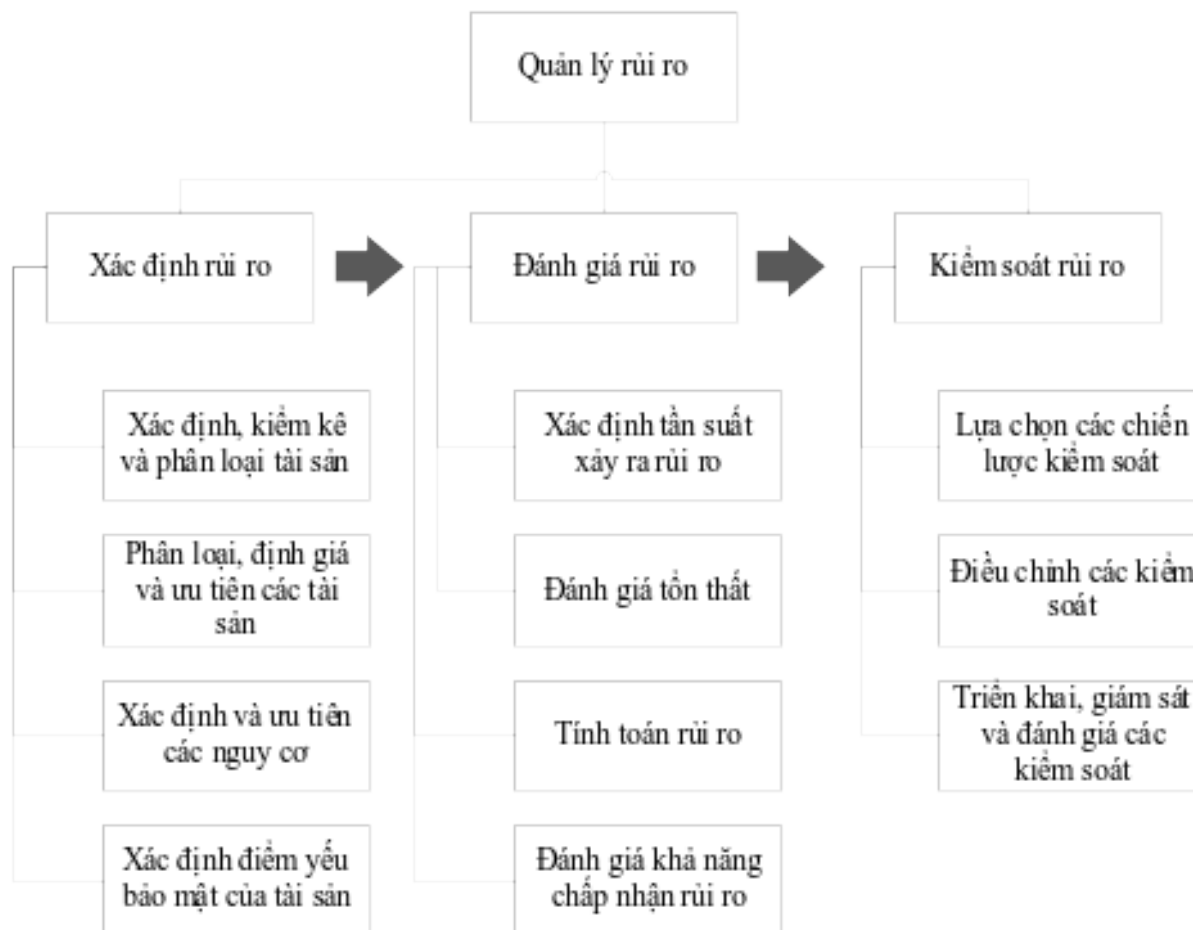 Quản lý rủi ro
Xác định rủi ro
Đánh giá rủi ro
Kiểm soát rủi ro
Xác định, kiểm kê
và phân loại tài sản
Xác định tần suất
xảy ra rủi ro
Lựa chọn các chiến
lược kiểm soát
Phân loại, định giá
và ưu tiên các tài
sản
Đánh giá tổn thất
Điều chỉnh các kiểm
soát
Xác định và ưu tiên
các nguy cơ
Tính toán rủi ro
Triển khai, giám sát
và đánh giá các
kiểm soát
Xác định điểm yếu
bảo mật của tài sản
Đánh giá khả năng
chấp nhận rủi ro